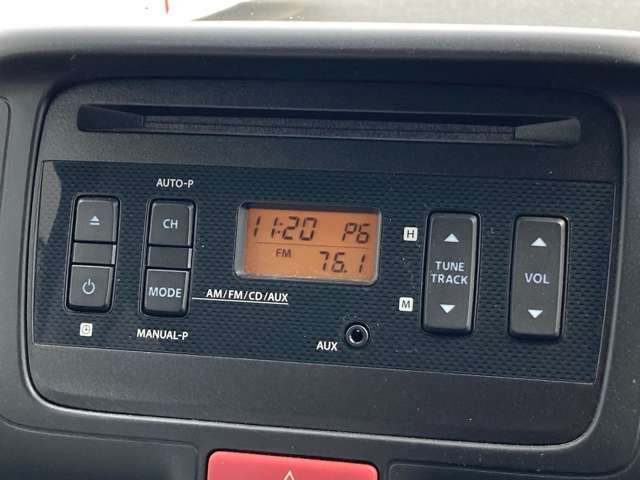 AUTO-P
CH
MODE
AM/FM/CD/AUX
MANUAL-P
11:20 P6
FM 76.1
H
M
AUX
TUNE
TRACK
VOL